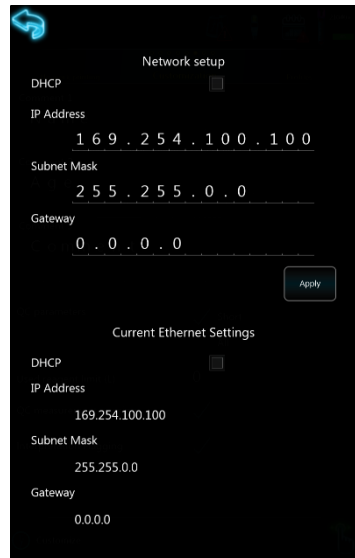 Network setup
DHCP
IP Address
169.254.100.100
Subnet Mask
255.255.0.0
Gateway
0.0.0.0
Apply
Current Ethernet Settings
DHCP
IP Address
169.254.100.100
Subnet Mask
255.255.0.0
Gateway
0.0.0.0